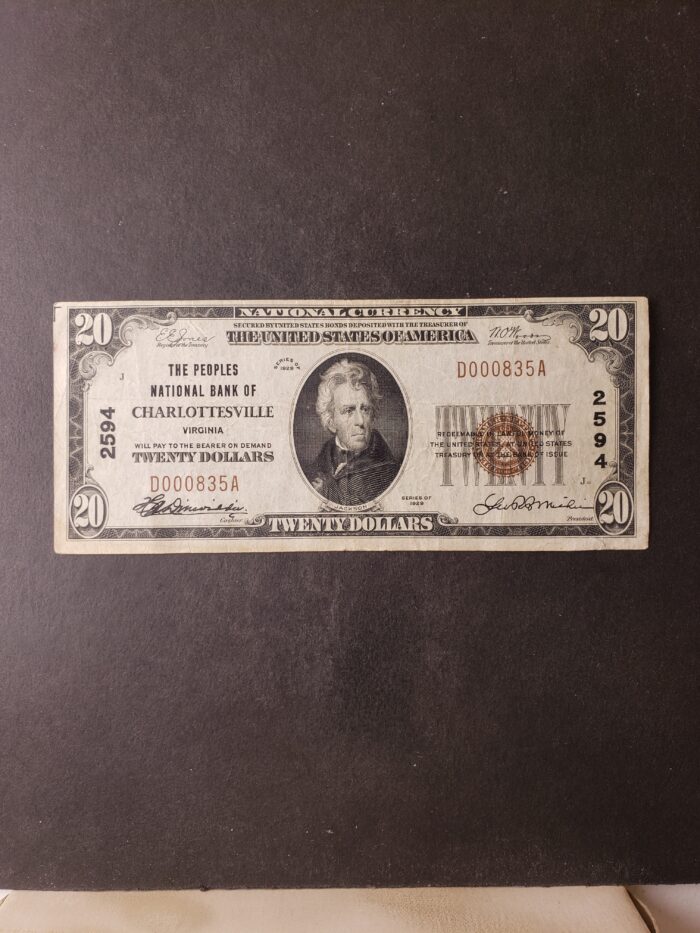 NATIONAL CURRENCY
SECURED BY UNITED STATES BONDS DEPOSITED WITH THE TREASURER OF
THE UNITED STATES OF AMERICA
20
20
E E Jones
Register of the Treasury
Treasurer of the United States
SERIES OF
1929
J
THE PEOPLES
NATIONAL BANK OF
CHARLOTTESVILLE
VIRGINIA
WILL PAY TO THE BEARER ON DEMAND
TWENTY DOLLARS
D000835A
2594
D000835A
REDEEMABLE IN LAWFUL MONEY OF
THE UNITED STATES AT UNITED STATES
TREASURY OR AT THE BANK OF ISSUE
2594
J
SERIES OF
1929
JACKSON
Cashier
President
20
TWENTY DOLLARS
20